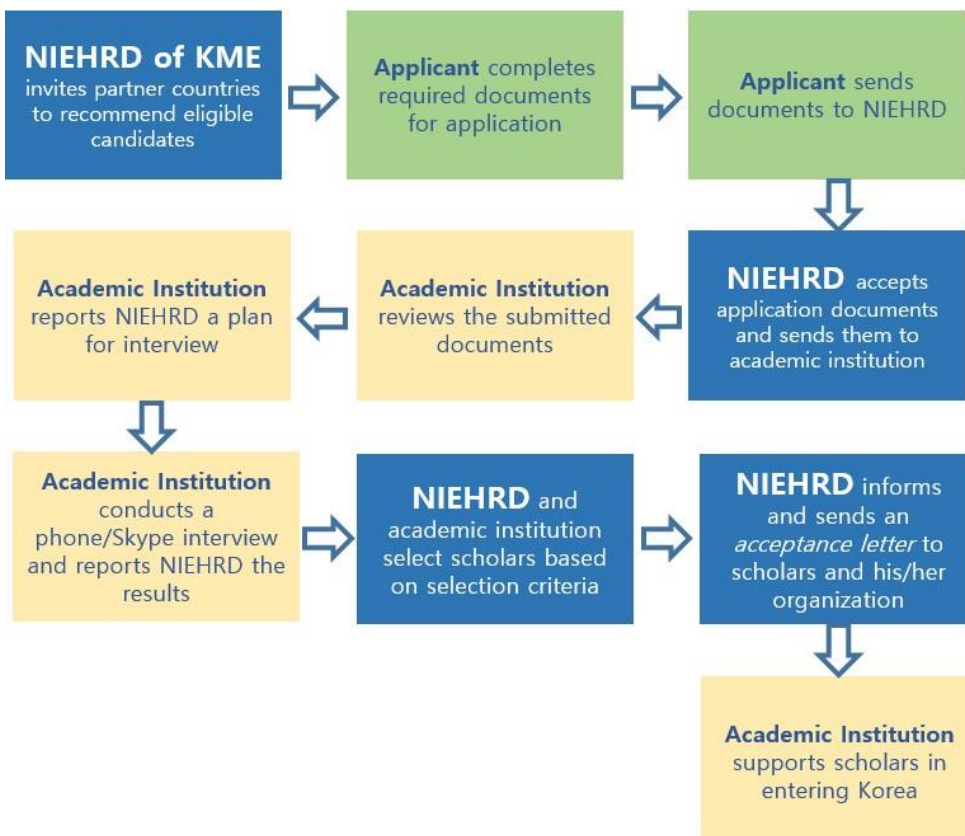 NIEHRD of KME
invites partner countries
to recommend eligible
candidates
Applicant completes
required documents
for application
Applicant sends
documents to NIEHRD
NIEHRD accepts
application documents
and sends them to
academic institution
Academic Institution
reviews the submitted
documents
Academic Institution
reports NIEHRD a plan
for interview
Academic Institution
conducts a
phone/Skype interview
and reports NIEHRD the
results
NIEHRD and
academic institution
select scholars based
on selection criteria
NIEHRD informs
and sends an
acceptance letter to
scholars and his/her
organization
Academic Institution
supports scholars in
entering Korea